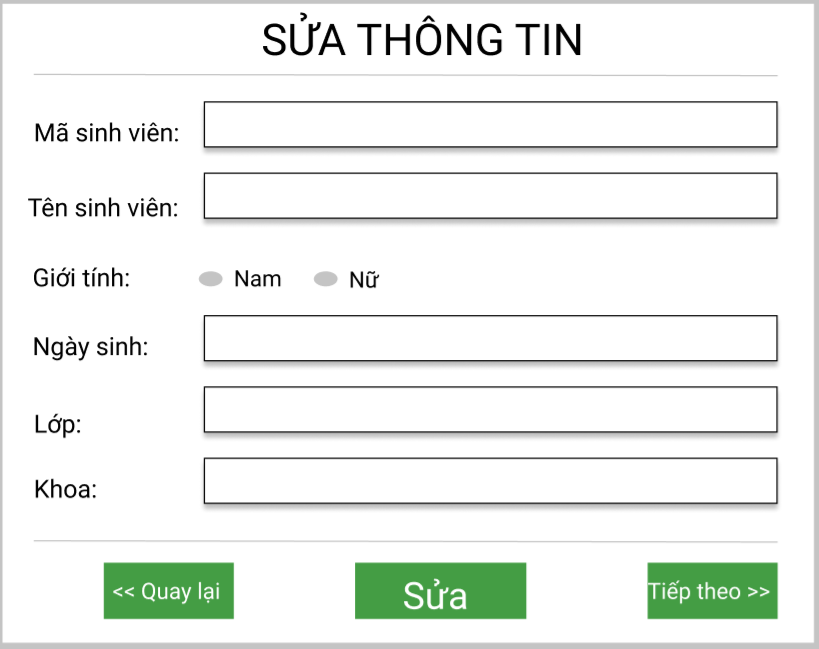 SỬA THÔNG TIN
Mã sinh viên:
Tên sinh viên:
Giới tính: Nam Nữ
Ngày sinh:
Lớp:
Khoa:
<< Quay lại Sửa Tiếp theo >>